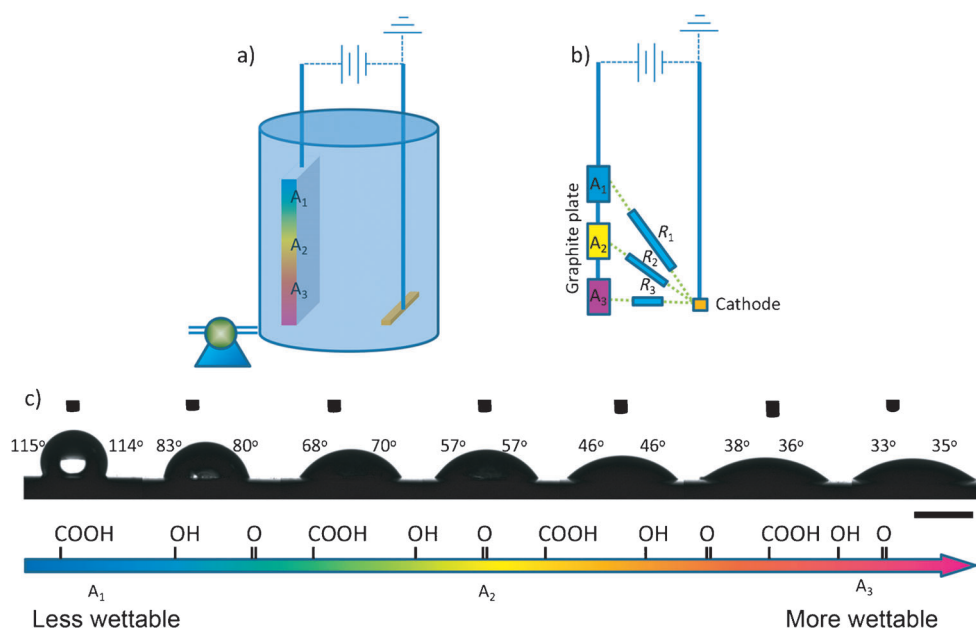 a)
A1
A2
A3
b)
Graphite plate
A1
A2
A3
R1
R2
R3
Cathode
c)
115° 114° 83° 80° 68° 70° 57° 57° 46° 46° 38° 36° 33° 35°
COOH OH O COOH OH O COOH OH O COOH OH O
A1 A2 A3
Less wettable More wettable